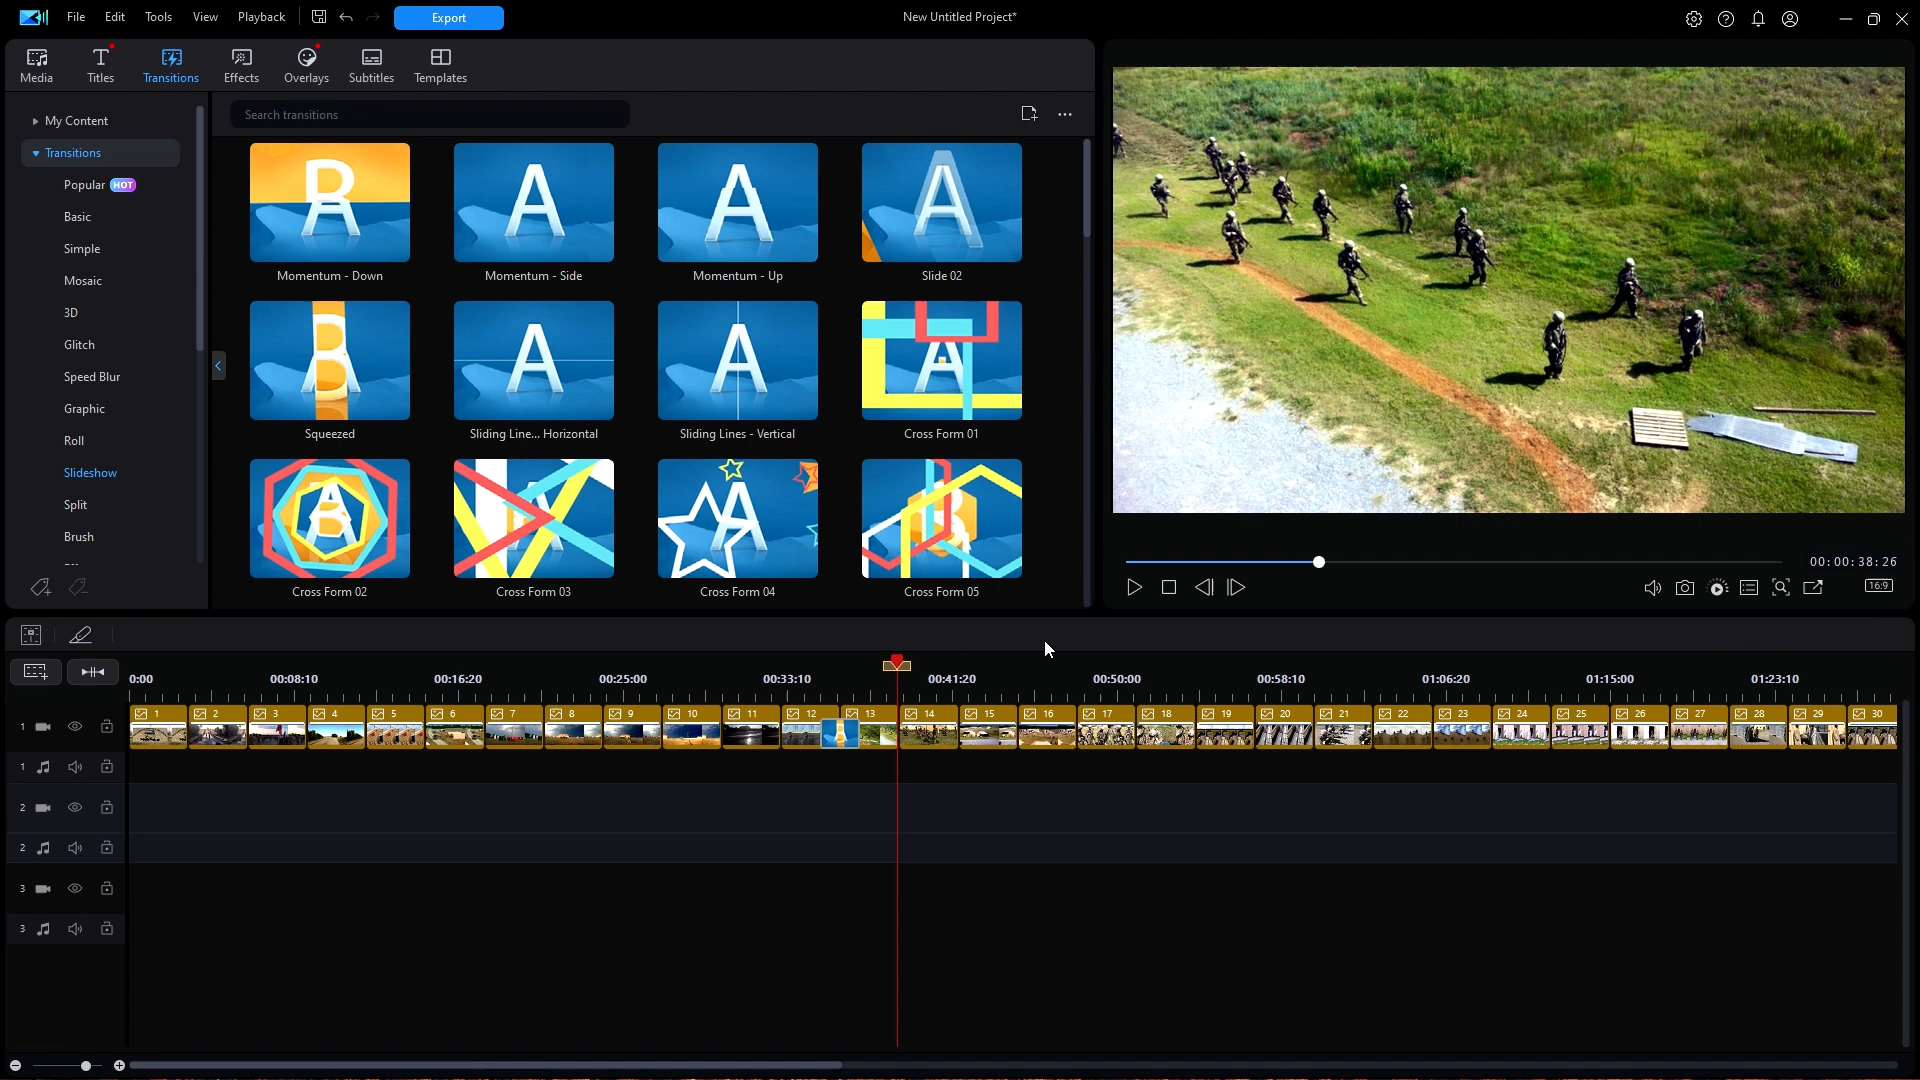 File Edit Tools View Playback Export New Untitled Project*
Media Titles Transitions Effects Overlays Subtitles Templates
Search transitions
My Content
Transitions
Popular HOT
Basic
Simple
Mosaic
3D
Glitch
Speed Blur
Graphic
Roll
Slideshow
Split
Brush
Momentum - Down Momentum - Side Momentum - Up Slide 02
Squeezed Sliding Line... Horizontal Sliding Lines - Vertical Cross Form 01
Cross Form 02 Cross Form 03 Cross Form 04 Cross Form 05
00:00:38:26
16:9
0:00 00:08:10 00:16:20 00:25:00 00:33:10 00:41:20 00:50:00 00:58:10 01:06:20 01:15:00 01:23:10
1 2 3 4 5 6 7 8 9 10 11 12 13 14 15 16 17 18 19 20 21 22 23 24 25 26 27 28 29 30
1
1
2
2
3
3